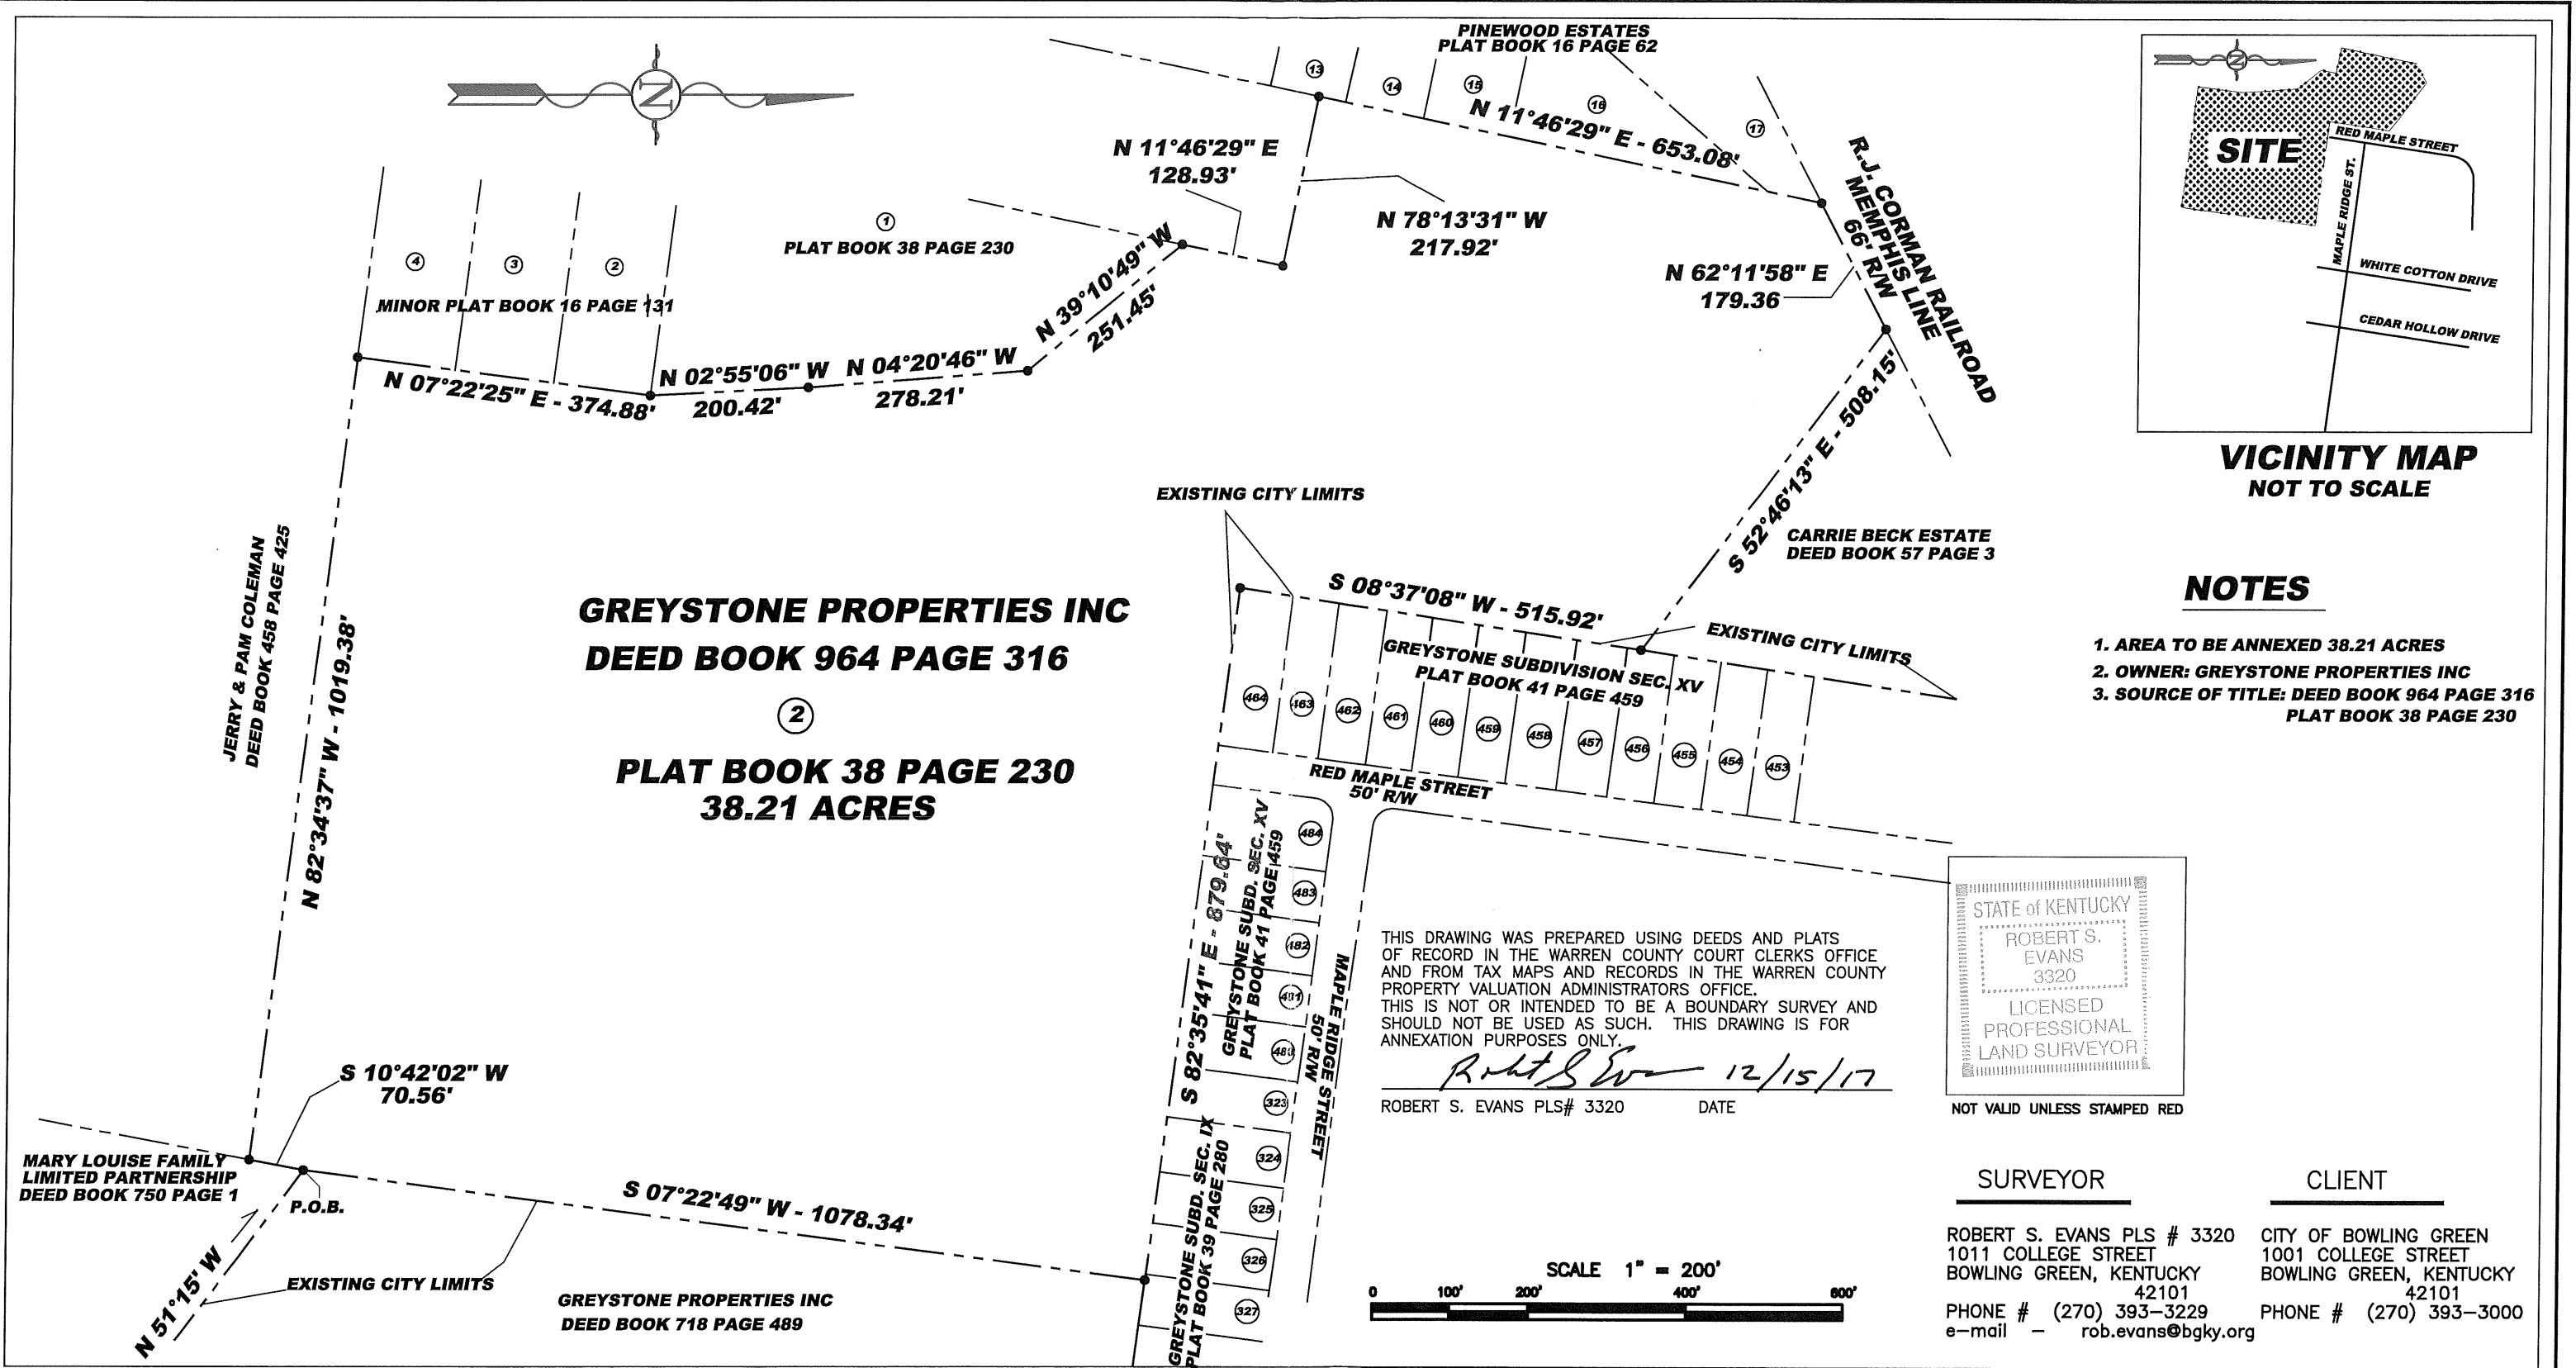 N
PINEWOOD ESTATES
PLAT BOOK 16 PAGE 62
13
14
15
16
17
N 11°46'29" E - 653.08'
N 11°46'29" E
128.93'
N 78°13'31" W
217.92'
R.J. CORMAN RAILROAD
MEMPHIS LINE
66' R/W
N 62°11'58" E
179.36
1
PLAT BOOK 38 PAGE 230
4
3
2
MINOR PLAT BOOK 16 PAGE 131
N 39°10'49" W
251.45'
N 07°22'25" E - 374.88'
N 02°55'06" W
200.42'
N 04°20'46" W
278.21'
S 52°46'13" E - 508.15'
CARRIE BECK ESTATE
DEED BOOK 57 PAGE 3
EXISTING CITY LIMITS
S 08°37'08" W - 515.92'
EXISTING CITY LIMITS
GREYSTONE SUBDIVISION SEC. XV
PLAT BOOK 41 PAGE 459
464
463
462
461
460
459
458
457
456
455
454
453
RED MAPLE STREET
50' R/W
JERRY & PAM COLEMAN
DEED BOOK 458 PAGE 425
N 82°34'37" W - 1019.38'
GREYSTONE PROPERTIES INC
DEED BOOK 964 PAGE 316
2
PLAT BOOK 38 PAGE 230
38.21 ACRES
S 82°35'41" E - 879.64'
GREYSTONE SUBD. SEC. XV
PLAT BOOK 41 PAGE 459
484
483
482
481
480
323
324
325
326
327
MAPLE RIDGE STREET
50' R/W
GREYSTONE SUBD. SEC. IX
PLAT BOOK 39 PAGE 280
S 10°42'02" W
70.56'
MARY LOUISE FAMILY
LIMITED PARTNERSHIP
DEED BOOK 750 PAGE 1
P.O.B.
S 07°22'49" W - 1078.34'
N 51°15' W
EXISTING CITY LIMITS
GREYSTONE PROPERTIES INC
DEED BOOK 718 PAGE 489
N
SITE
RED MAPLE STREET
MAPLE RIDGE ST.
WHITE COTTON DRIVE
CEDAR HOLLOW DRIVE
VICINITY MAP
NOT TO SCALE
NOTES
1. AREA TO BE ANNEXED 38.21 ACRES
2. OWNER: GREYSTONE PROPERTIES INC
3. SOURCE OF TITLE: DEED BOOK 964 PAGE 316
PLAT BOOK 38 PAGE 230
THIS DRAWING WAS PREPARED USING DEEDS AND PLATS
OF RECORD IN THE WARREN COUNTY COURT CLERKS OFFICE
AND FROM TAX MAPS AND RECORDS IN THE WARREN COUNTY
PROPERTY VALUATION ADMINISTRATORS OFFICE.
THIS IS NOT OR INTENDED TO BE A BOUNDARY SURVEY AND
SHOULD NOT BE USED AS SUCH. THIS DRAWING IS FOR
ANNEXATION PURPOSES ONLY.
Robt S Evans 12/15/17
ROBERT S. EVANS PLS# 3320 DATE
STATE of KENTUCKY
ROBERT S.
EVANS
3320
LICENSED
PROFESSIONAL
LAND SURVEYOR
NOT VALID UNLESS STAMPED RED
SCALE 1" = 200'
0 100' 200' 400' 600'
SURVEYOR
ROBERT S. EVANS PLS # 3320
1011 COLLEGE STREET
BOWLING GREEN, KENTUCKY
42101
PHONE # (270) 393-3229
e-mail - rob.evans@bgky.org
CLIENT
CITY OF BOWLING GREEN
1001 COLLEGE STREET
BOWLING GREEN, KENTUCKY
42101
PHONE # (270) 393-3000